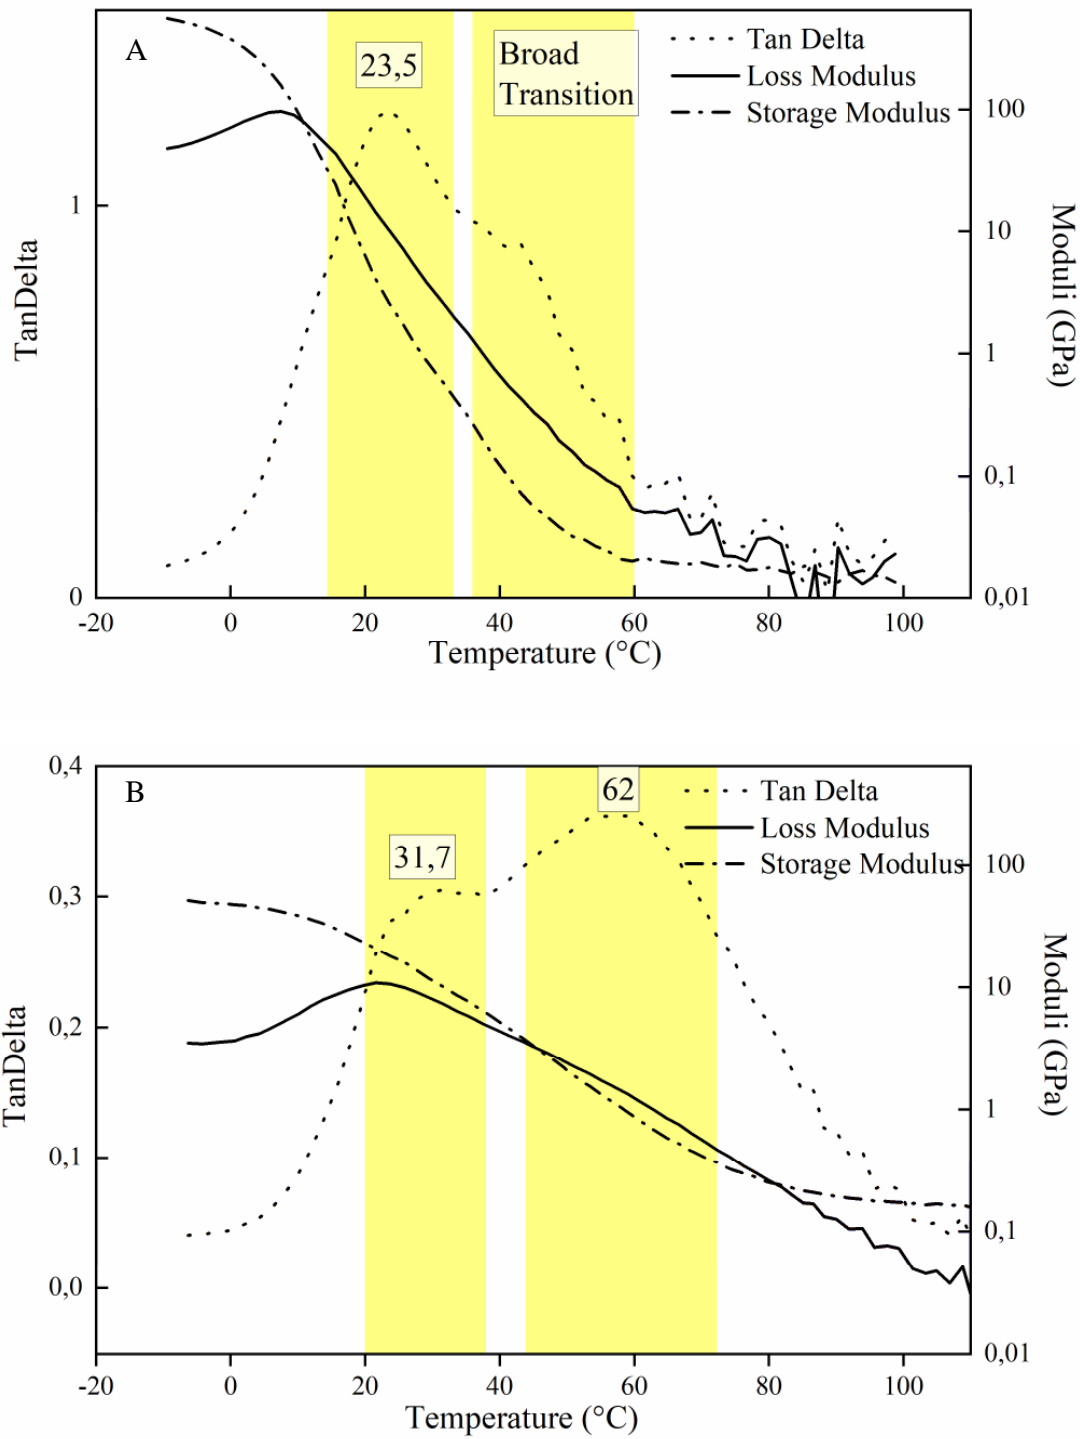 A
23,5
Broad
Transition
Tan Delta
Loss Modulus
Storage Modulus
100
10
1
0,1
0,01
1
0
TanDelta
Moduli (GPa)
-20 0 20 40 60 80 100
Temperature (°C)
B
31,7
62
Tan Delta
Loss Modulus
Storage Modulus
0,4
0,3
0,2
0,1
0,0
100
10
1
0,1
0,01
TanDelta
Moduli (GPa)
-20 0 20 40 60 80 100
Temperature (°C)